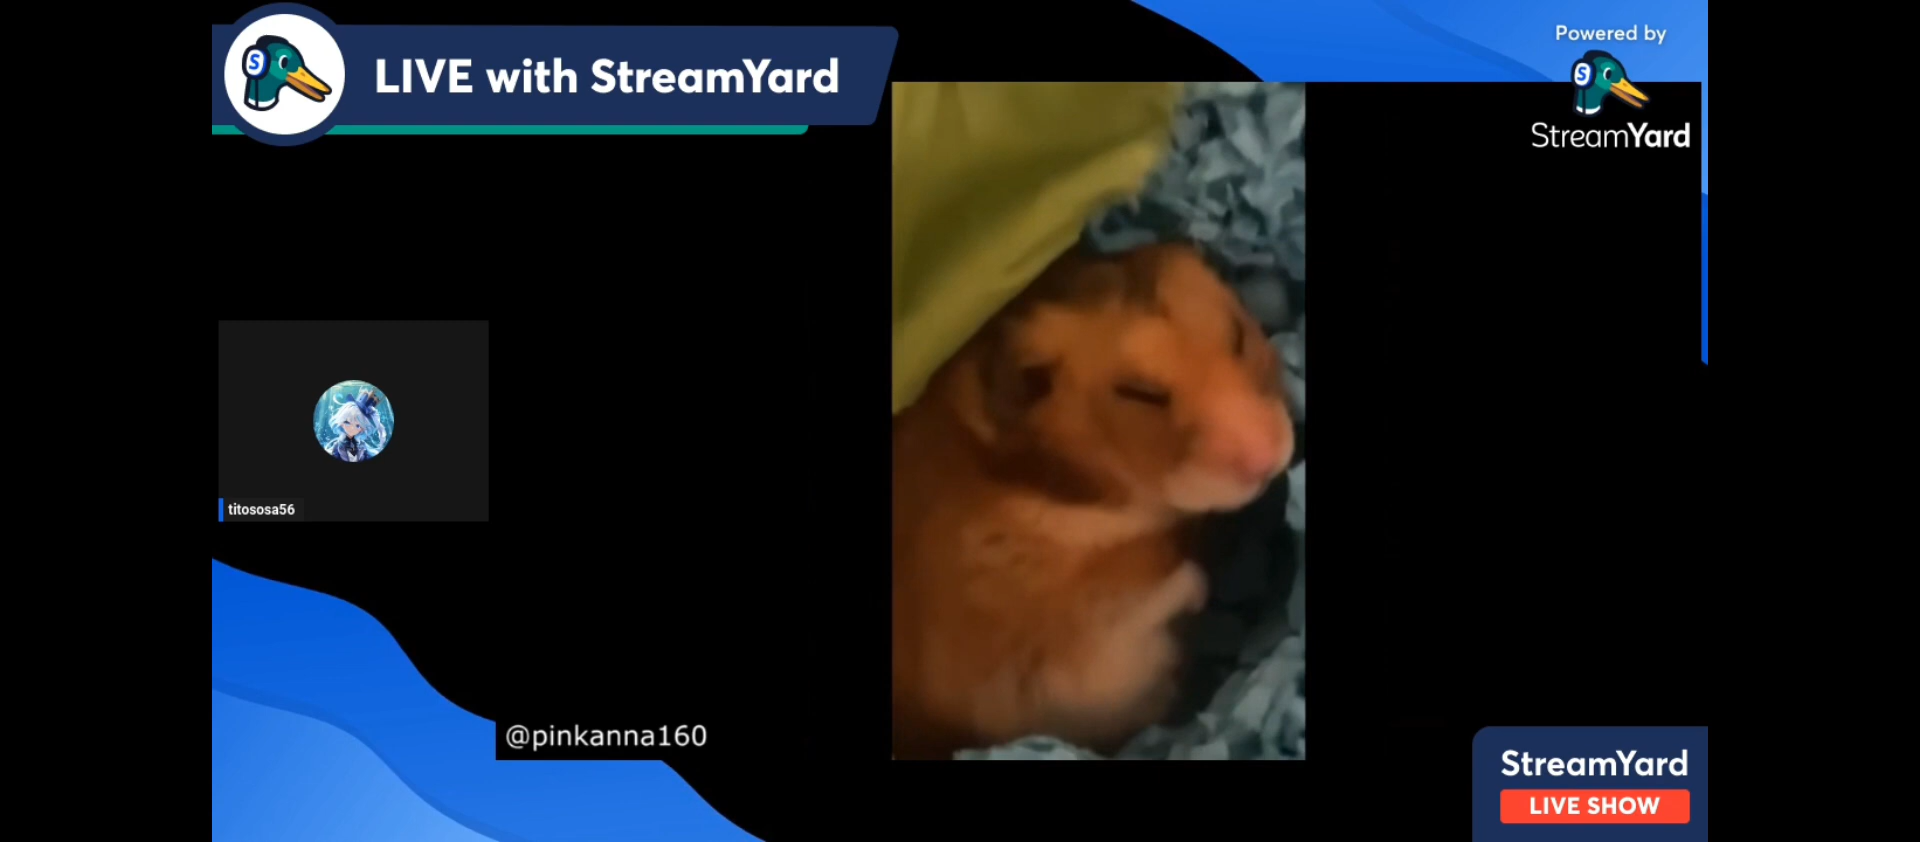 LIVE with StreamYard
Powered by
S
StreamYard
titososa56
@pinkanna160
StreamYard
LIVE SHOW